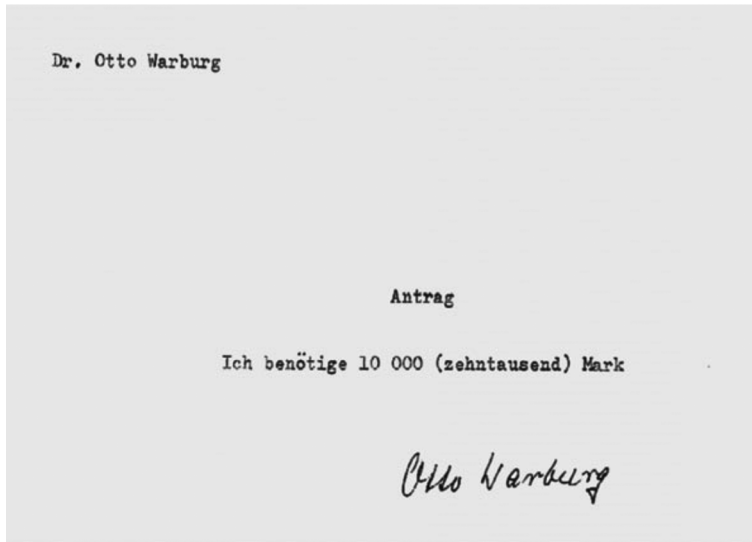 Dr. Otto Warburg
Antrag
Ich benötige 10 000 (zehntausend) Mark
Otto Warburg